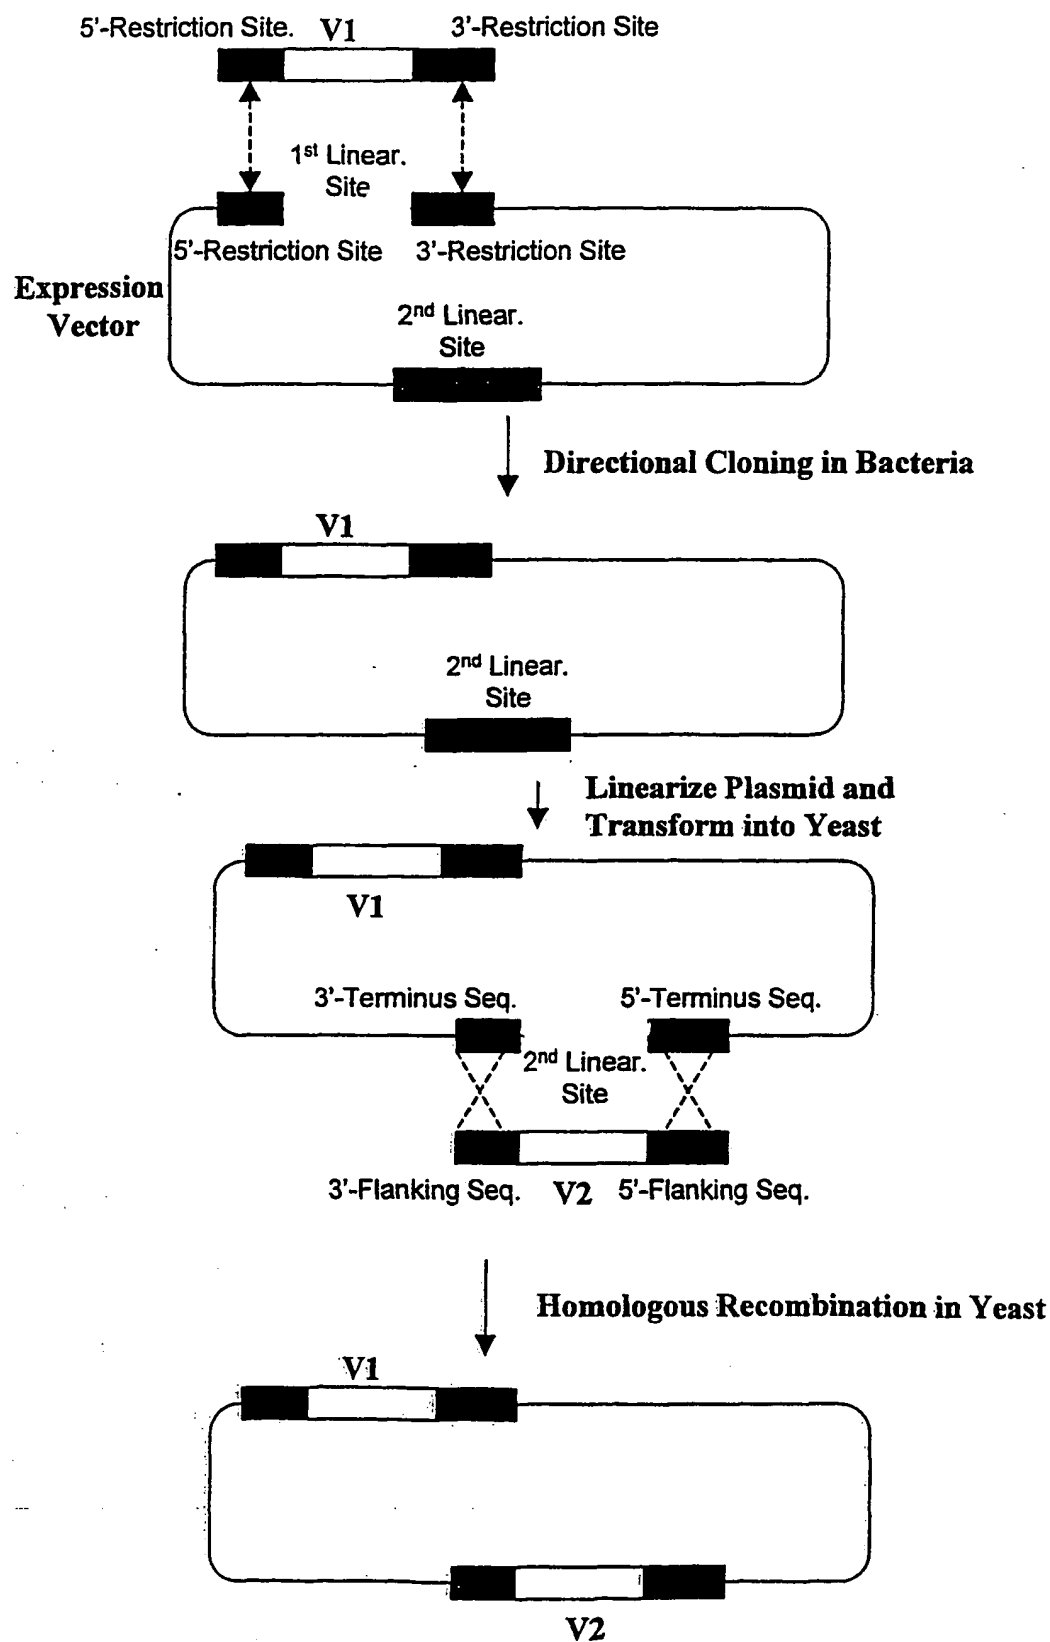 5'-Restriction Site. V1 3'-Restriction Site
1st Linear.
Site
5'-Restriction Site 3'-Restriction Site
Expression
Vector
2nd Linear.
Site
Directional Cloning in Bacteria
V1
2nd Linear.
Site
Linearize Plasmid and
Transform into Yeast
V1
3'-Terminus Seq. 5'-Terminus Seq.
2nd Linear.
Site
3'-Flanking Seq. V2 5'-Flanking Seq.
Homologous Recombination in Yeast
V1
V2